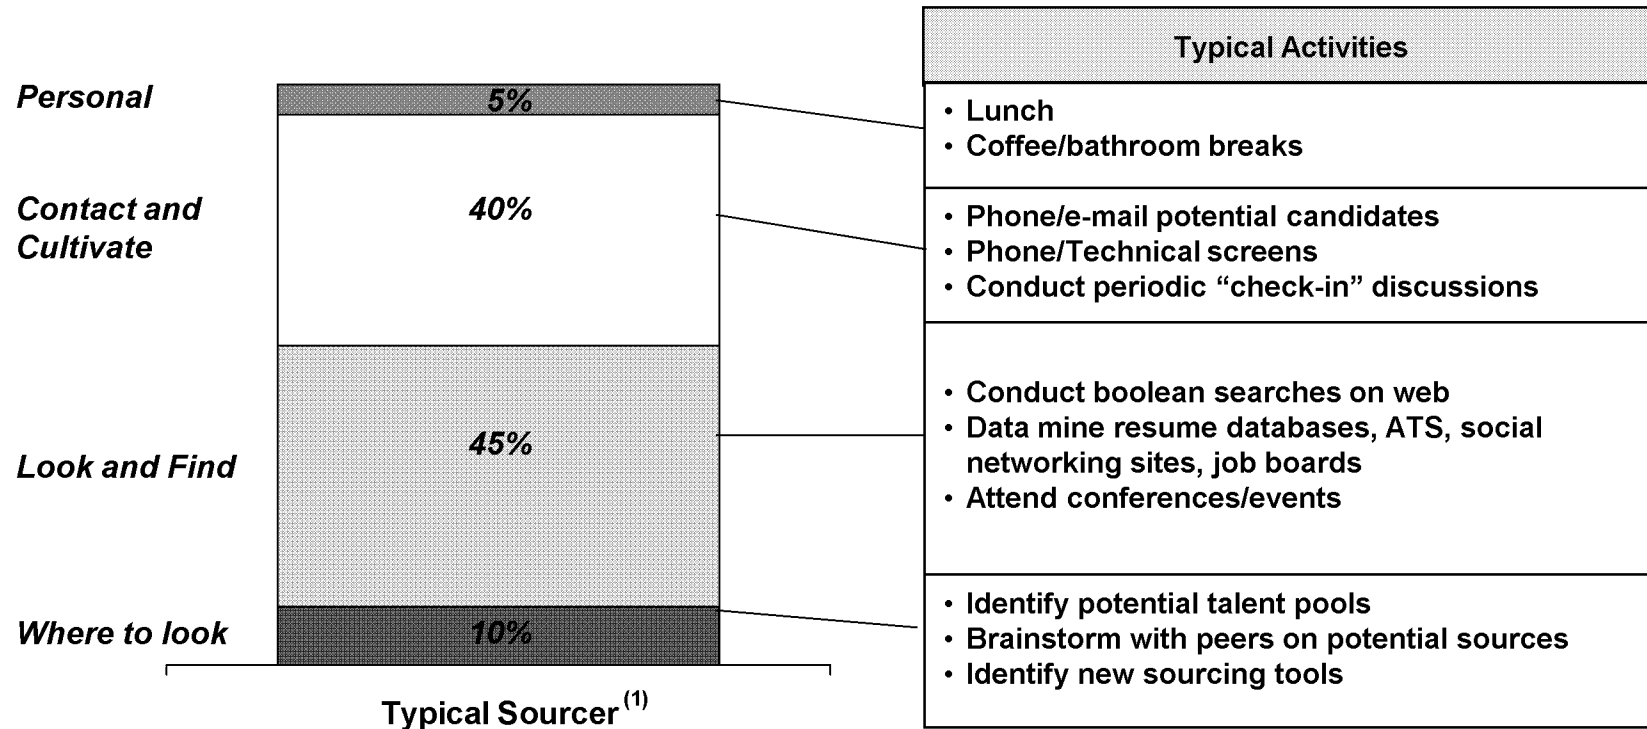 Typical Activities
Personal
5%
• Lunch
• Coffee/bathroom breaks
Contact and
Cultivate
40%
• Phone/e-mail potential candidates
• Phone/Technical screens
• Conduct periodic “check-in” discussions
Look and Find
45%
• Conduct boolean searches on web
• Data mine resume databases, ATS, social
networking sites, job boards
• Attend conferences/events
Where to look
10%
• Identify potential talent pools
• Brainstorm with peers on potential sources
• Identify new sourcing tools
Typical Sourcer (1)